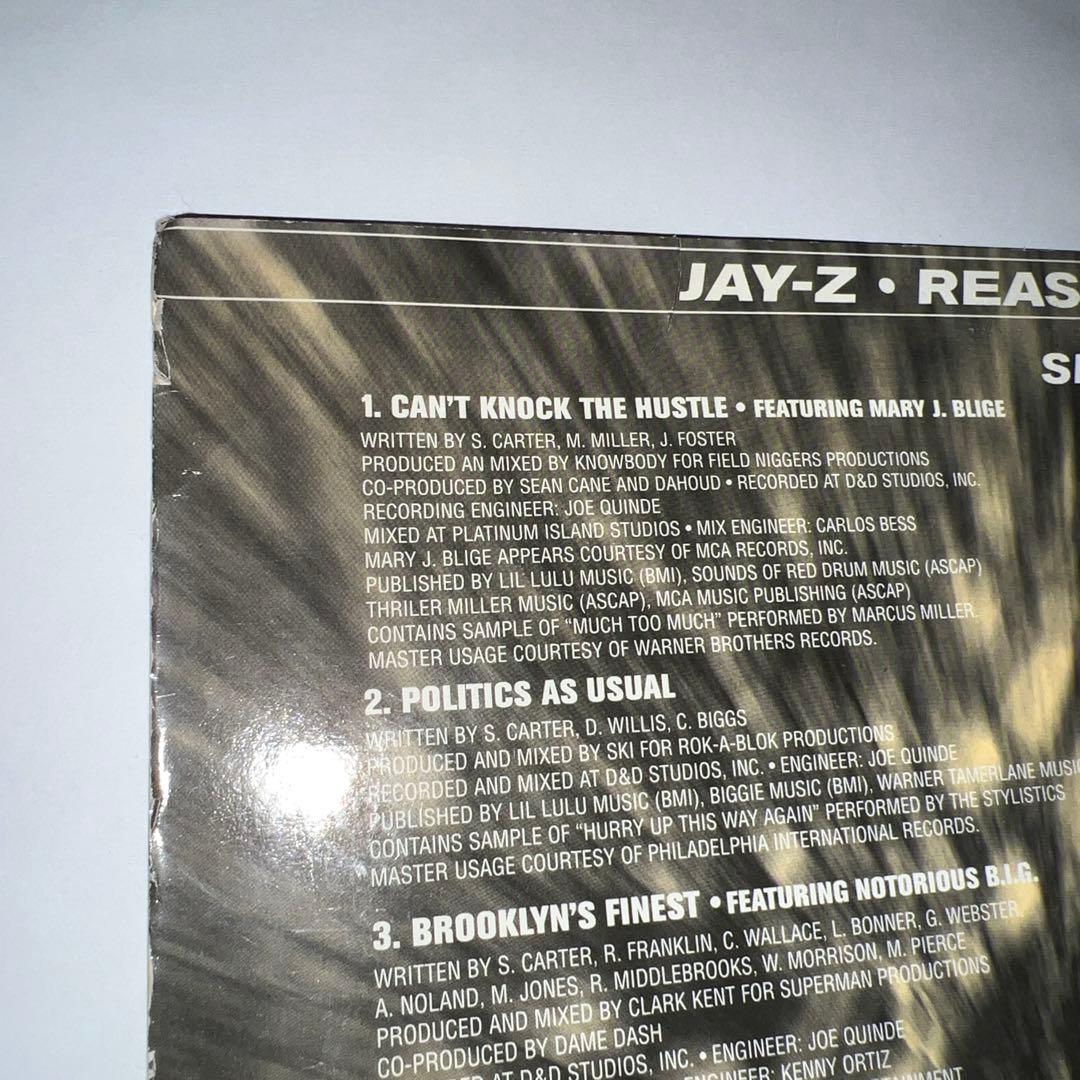 JAY-Z • REAS
1. CAN'T KNOCK THE HUSTLE • FEATURING MARY J. BLIGE
WRITTEN BY S. CARTER, M. MILLER, J. FOSTER
PRODUCED AN MIXED BY KNOWBODY FOR FIELD NIGGERS PRODUCTIONS
CO-PRODUCED BY SEAN CANE AND DAHOUD • RECORDED AT D&D STUDIOS, INC.
RECORDING ENGINEER: JOE QUINDE
MIXED AT PLATINUM ISLAND STUDIOS • MIX ENGINEER: CARLOS BESS
MARY J. BLIGE APPEARS COURTESY OF MCA RECORDS, INC.
PUBLISHED BY LIL LULU MUSIC (BMI), SOUNDS OF RED DRUM MUSIC (ASCAP)
THRILER MILLER MUSIC (ASCAP), MCA MUSIC PUBLISHING (ASCAP)
CONTAINS SAMPLE OF "MUCH TOO MUCH" PERFORMED BY MARCUS MILLER.
MASTER USAGE COURTESY OF WARNER BROTHERS RECORDS.
2. POLITICS AS USUAL
WRITTEN BY S. CARTER, D. WILLIS, C. BIGGS
PRODUCED AND MIXED BY SKI FOR ROK-A-BLOK PRODUCTIONS
RECORDED AND MIXED AT D&D STUDIOS, INC. • ENGINEER: JOE QUINDE
PUBLISHED BY LIL LULU MUSIC (BMI), BIGGIE MUSIC (BMI), WARNER TAMERLANE MUSIC
CONTAINS SAMPLE OF "HURRY UP THIS WAY AGAIN" PERFORMED BY THE STYLISTICS
MASTER USAGE COURTESY OF PHILADELPHIA INTERNATIONAL RECORDS.
3. BROOKLYN'S FINEST • FEATURING NOTORIOUS B.I.G.
WRITTEN BY S. CARTER, R. FRANKLIN, C. WALLACE, L. BONNER, G. WEBSTER,
A. NOLAND, M. JONES, R. MIDDLEBROOKS, W. MORRISON, M. PIERCE
PRODUCED AND MIXED BY CLARK KENT FOR SUPERMAN PRODUCTIONS
CO-PRODUCED BY DAME DASH
AT D&D STUDIOS, INC. • ENGINEER: JOE QUINDE
ENGINEER: KENNY ORTIZ